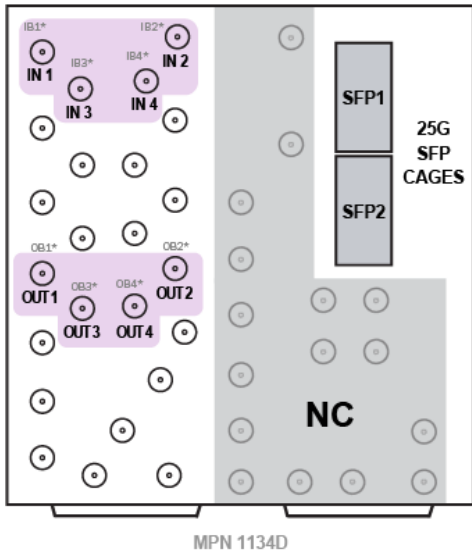 IB1*
IB2*
IN 1
IN 2
IB3*
IB4*
IN 3
IN 4
SFP1
25G
SFP
CAGES
SFP2
OB1*
OB2*
OUT1
OUT2
OB3*
OB4*
OUT3
OUT4
NC
MPN 1134D